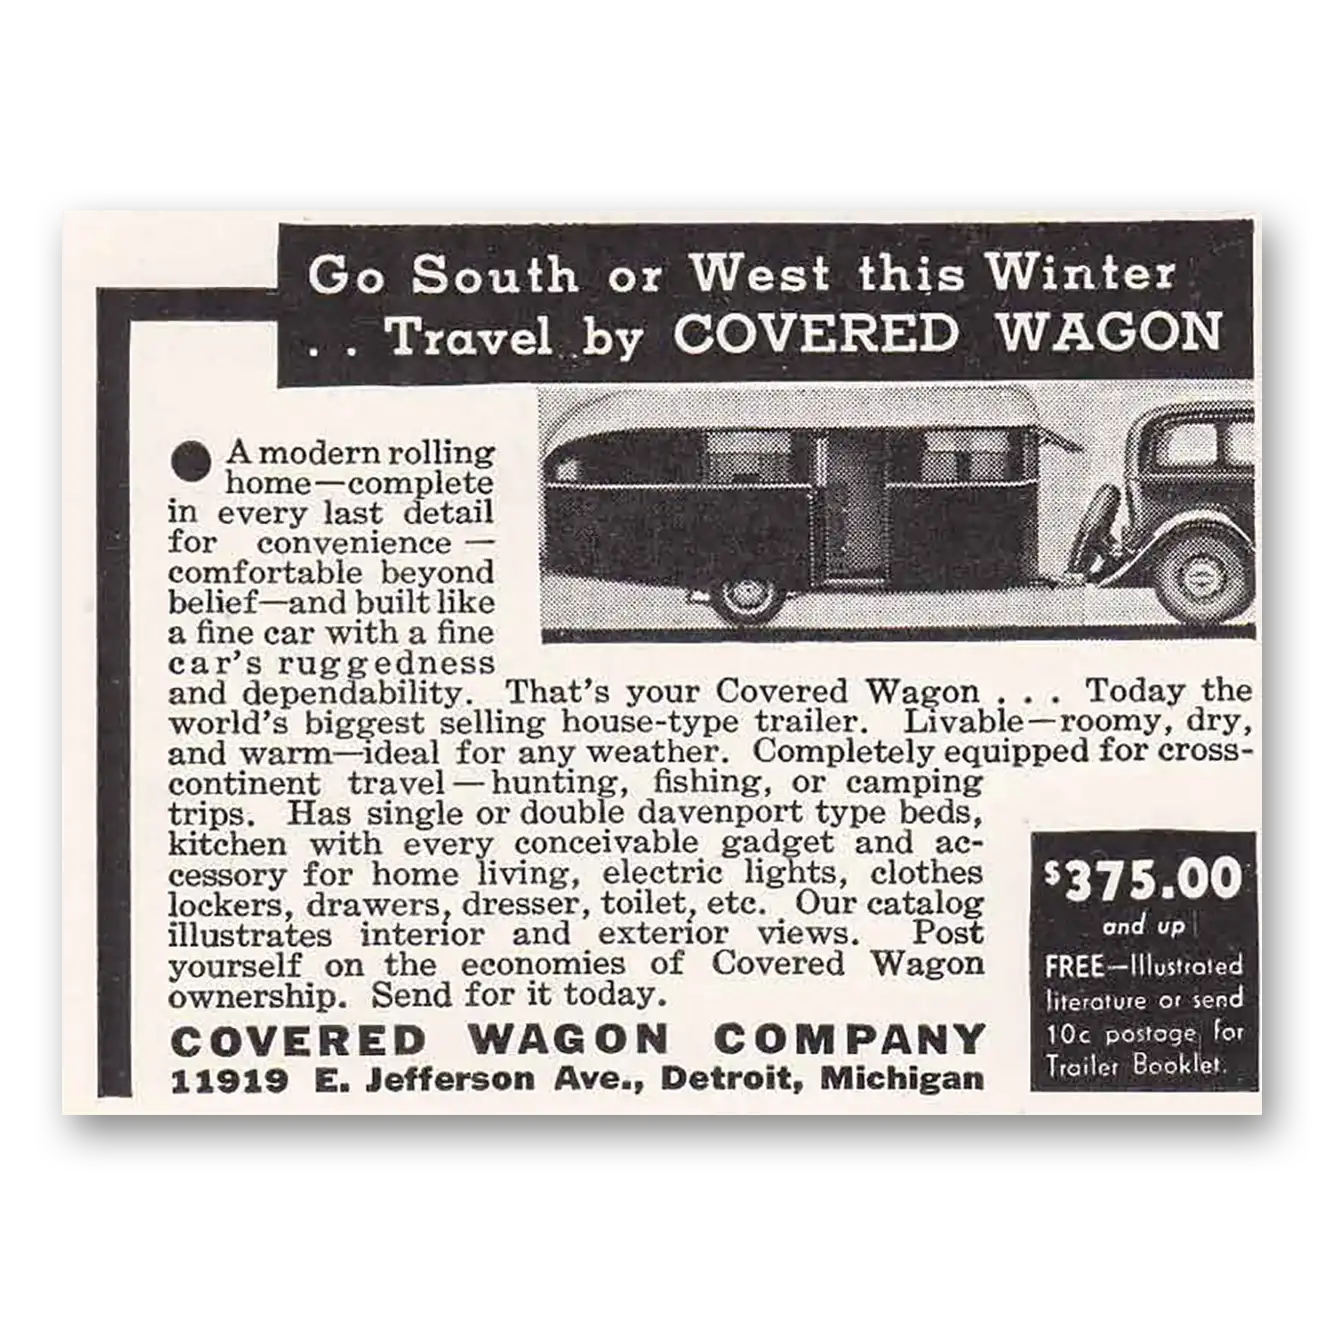 Go South or West this Winter
. . Travel by COVERED WAGON
A modern rolling
home—complete
in every last detail
for convenience —
comfortable beyond
belief—and built like
a fine car with a fine
car's ruggedness
and dependability. That's your Covered Wagon . . . Today the
world's biggest selling house-type trailer. Livable—roomy, dry,
and warm—ideal for any weather. Completely equipped for cross-
continent travel — hunting, fishing, or camping
trips. Has single or double davenport type beds,
kitchen with every conceivable gadget and ac-
cessory for home living, electric lights, clothes
lockers, drawers, dresser, toilet, etc. Our catalog
illustrates interior and exterior views. Post
yourself on the economies of Covered Wagon
ownership. Send for it today.
COVERED WAGON COMPANY
11919 E. Jefferson Ave., Detroit, Michigan
$375.00
and up
FREE—Illustrated
literature or send
10c postage for
Trailer Booklet.